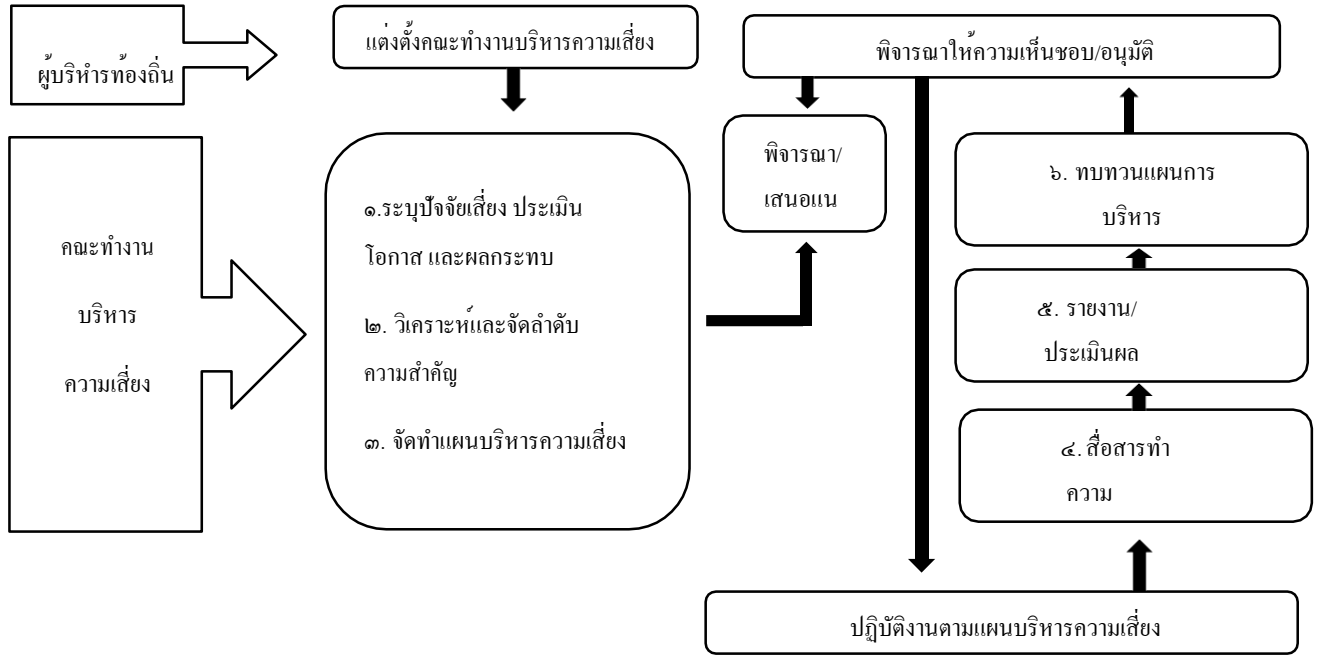 ผู้บริหำรท้องถิ่น
แต่งตั้งคณะทำงานบริหารความเสี่ยง
พิจารณาให้ความเห็นชอบ/อนุมัติ
คณะทำงาน
บริหาร
ความเสี่ยง
๑.ระบุปัจจัยเสี่ยง ประเมิน
โอกาส และผลกระทบ
๒. วิเคราะห์และจัดลำดับ
ความสำคัญ
๓. จัดทำแผนบริหารความเสี่ยง
พิจารณา/
เสนอแน
๖. ทบทวนแผนการ
บริหาร
๕. รายงาน/
ประเมินผล
๔. สื่อสารทำ
ความ
ปฏิบัติงานตามแผนบริหารความเสี่ยง